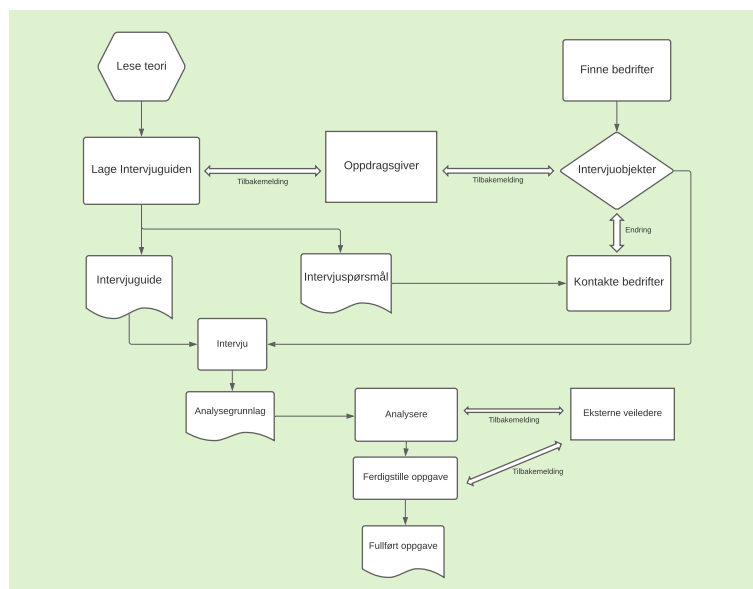 Lese teori
Finne bedrifter
Lage Intervjuguiden
Tilbakemelding
Oppdragsgiver
Tilbakemelding
Intervjuobjekter
Endring
Intervjuguide
Intervjuspørsmål
Kontakte bedrifter
Intervju
Analysegrunnlag
Analysere
Tilbakemelding
Eksterne veiledere
Ferdigstille oppgave
Tilbakemelding
Fullført oppgave